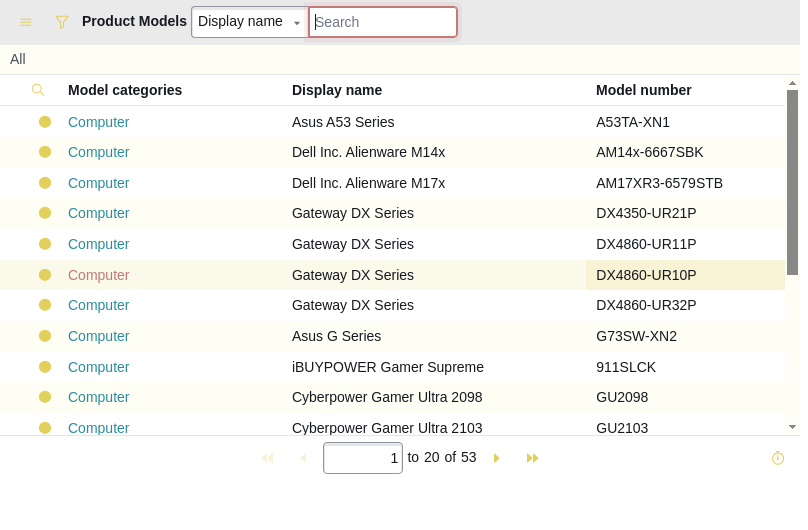 Product Models Display name Search
All
Model categories Display name Model number
Computer Asus A53 Series A53TA-XN1
Computer Dell Inc. Alienware M14x AM14x-6667SBK
Computer Dell Inc. Alienware M17x AM17XR3-6579STB
Computer Gateway DX Series DX4350-UR21P
Computer Gateway DX Series DX4860-UR11P
Computer Gateway DX Series DX4860-UR10P
Computer Gateway DX Series DX4860-UR32P
Computer Asus G Series G73SW-XN2
Computer iBUYPOWER Gamer Supreme 911SLCK
Computer Cyberpower Gamer Ultra 2098 GU2098
Computer Cyberpower Gamer Ultra 2103 GU2103
1 to 20 of 53